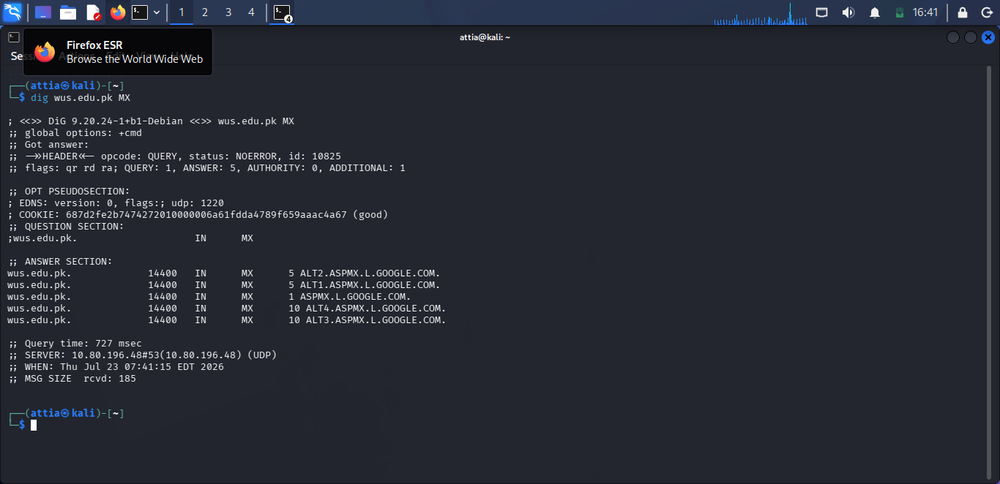 1 2 3 4 4 16:41
attia@kali: ~
Firefox ESR
Browse the World Wide Web
Se
┌──(attia㉿kali)-[~]
└─$ dig wus.edu.pk MX
; <<>> DiG 9.20.24-1+b1-Debian <<>> wus.edu.pk MX
;; global options: +cmd
;; Got answer:
;; ->>HEADER<<- opcode: QUERY, status: NOERROR, id: 10825
;; flags: qr rd ra; QUERY: 1, ANSWER: 5, AUTHORITY: 0, ADDITIONAL: 1
;; OPT PSEUDOSECTION:
; EDNS: version: 0, flags:; udp: 1220
; COOKIE: 687d2fe2b7474272010000006a61fdda4789f659aaac4a67 (good)
;; QUESTION SECTION:
;wus.edu.pk. IN MX
;; ANSWER SECTION:
wus.edu.pk. 14400 IN MX 5 ALT2.ASPMX.L.GOOGLE.COM.
wus.edu.pk. 14400 IN MX 5 ALT1.ASPMX.L.GOOGLE.COM.
wus.edu.pk. 14400 IN MX 1 ASPMX.L.GOOGLE.COM.
wus.edu.pk. 14400 IN MX 10 ALT4.ASPMX.L.GOOGLE.COM.
wus.edu.pk. 14400 IN MX 10 ALT3.ASPMX.L.GOOGLE.COM.
;; Query time: 727 msec
;; SERVER: 10.80.196.48#53(10.80.196.48) (UDP)
;; WHEN: Thu Jul 23 07:41:15 EDT 2026
;; MSG SIZE  rcvd: 185
┌──(attia㉿kali)-[~]
└─$